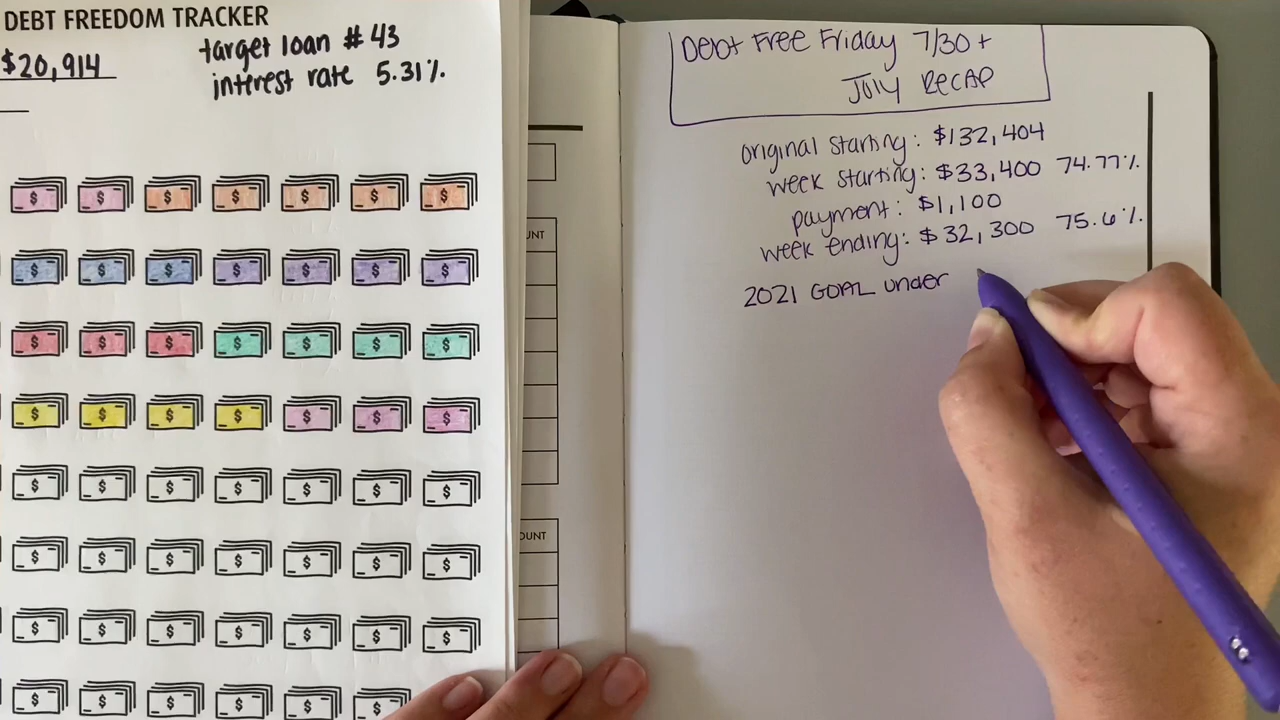 DEBT FREEDOM TRACKER
$20,914
target loan # 43
interest rate 5.31%.
Debt Free Friday 7/30 +
July RECAP
original starting: $132,404
week starting: $33,400 74.77%.
payment: $1,100
week ending: $32,300 75.6%.
2021 GOAL under
UNT
OUNT